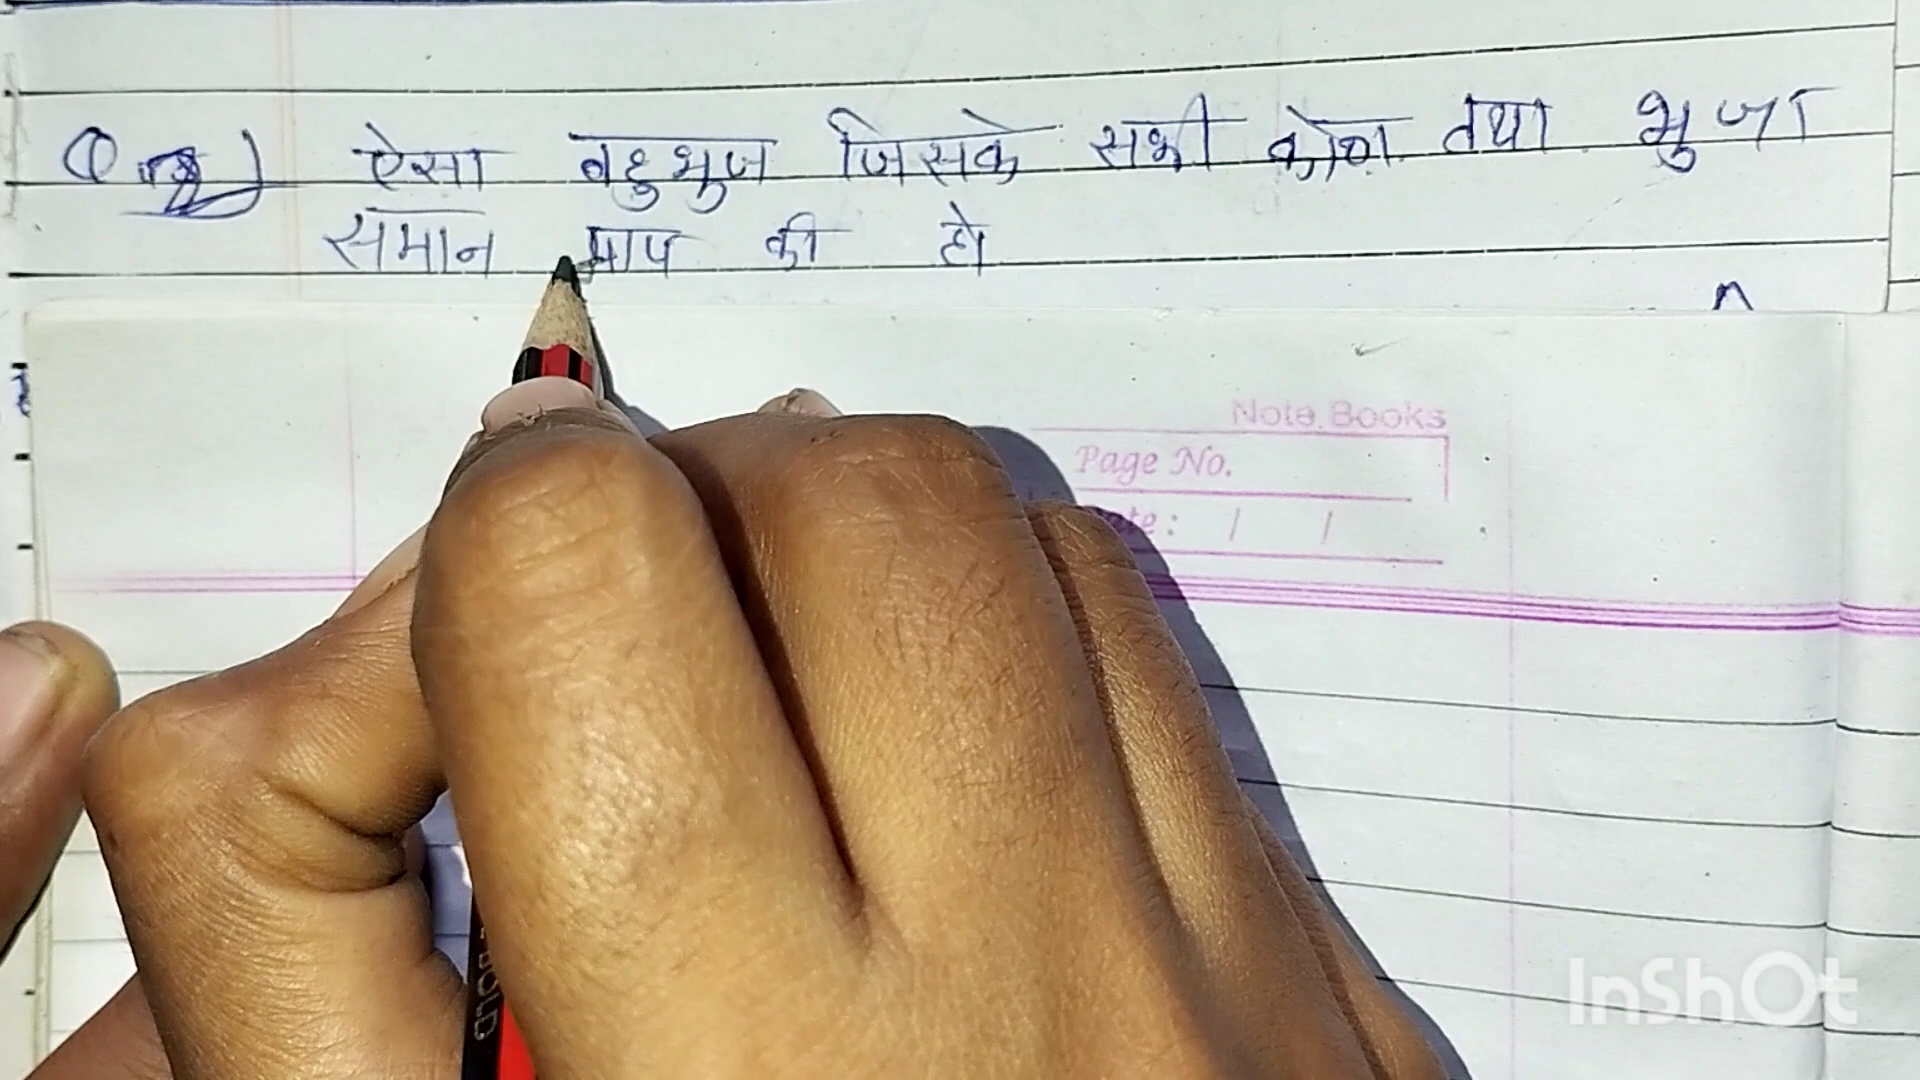 ऐसा बहुभुज जिसके सभी कोण तथा भुजा
समान माप की हो
Note Books
Page No.
InShOt